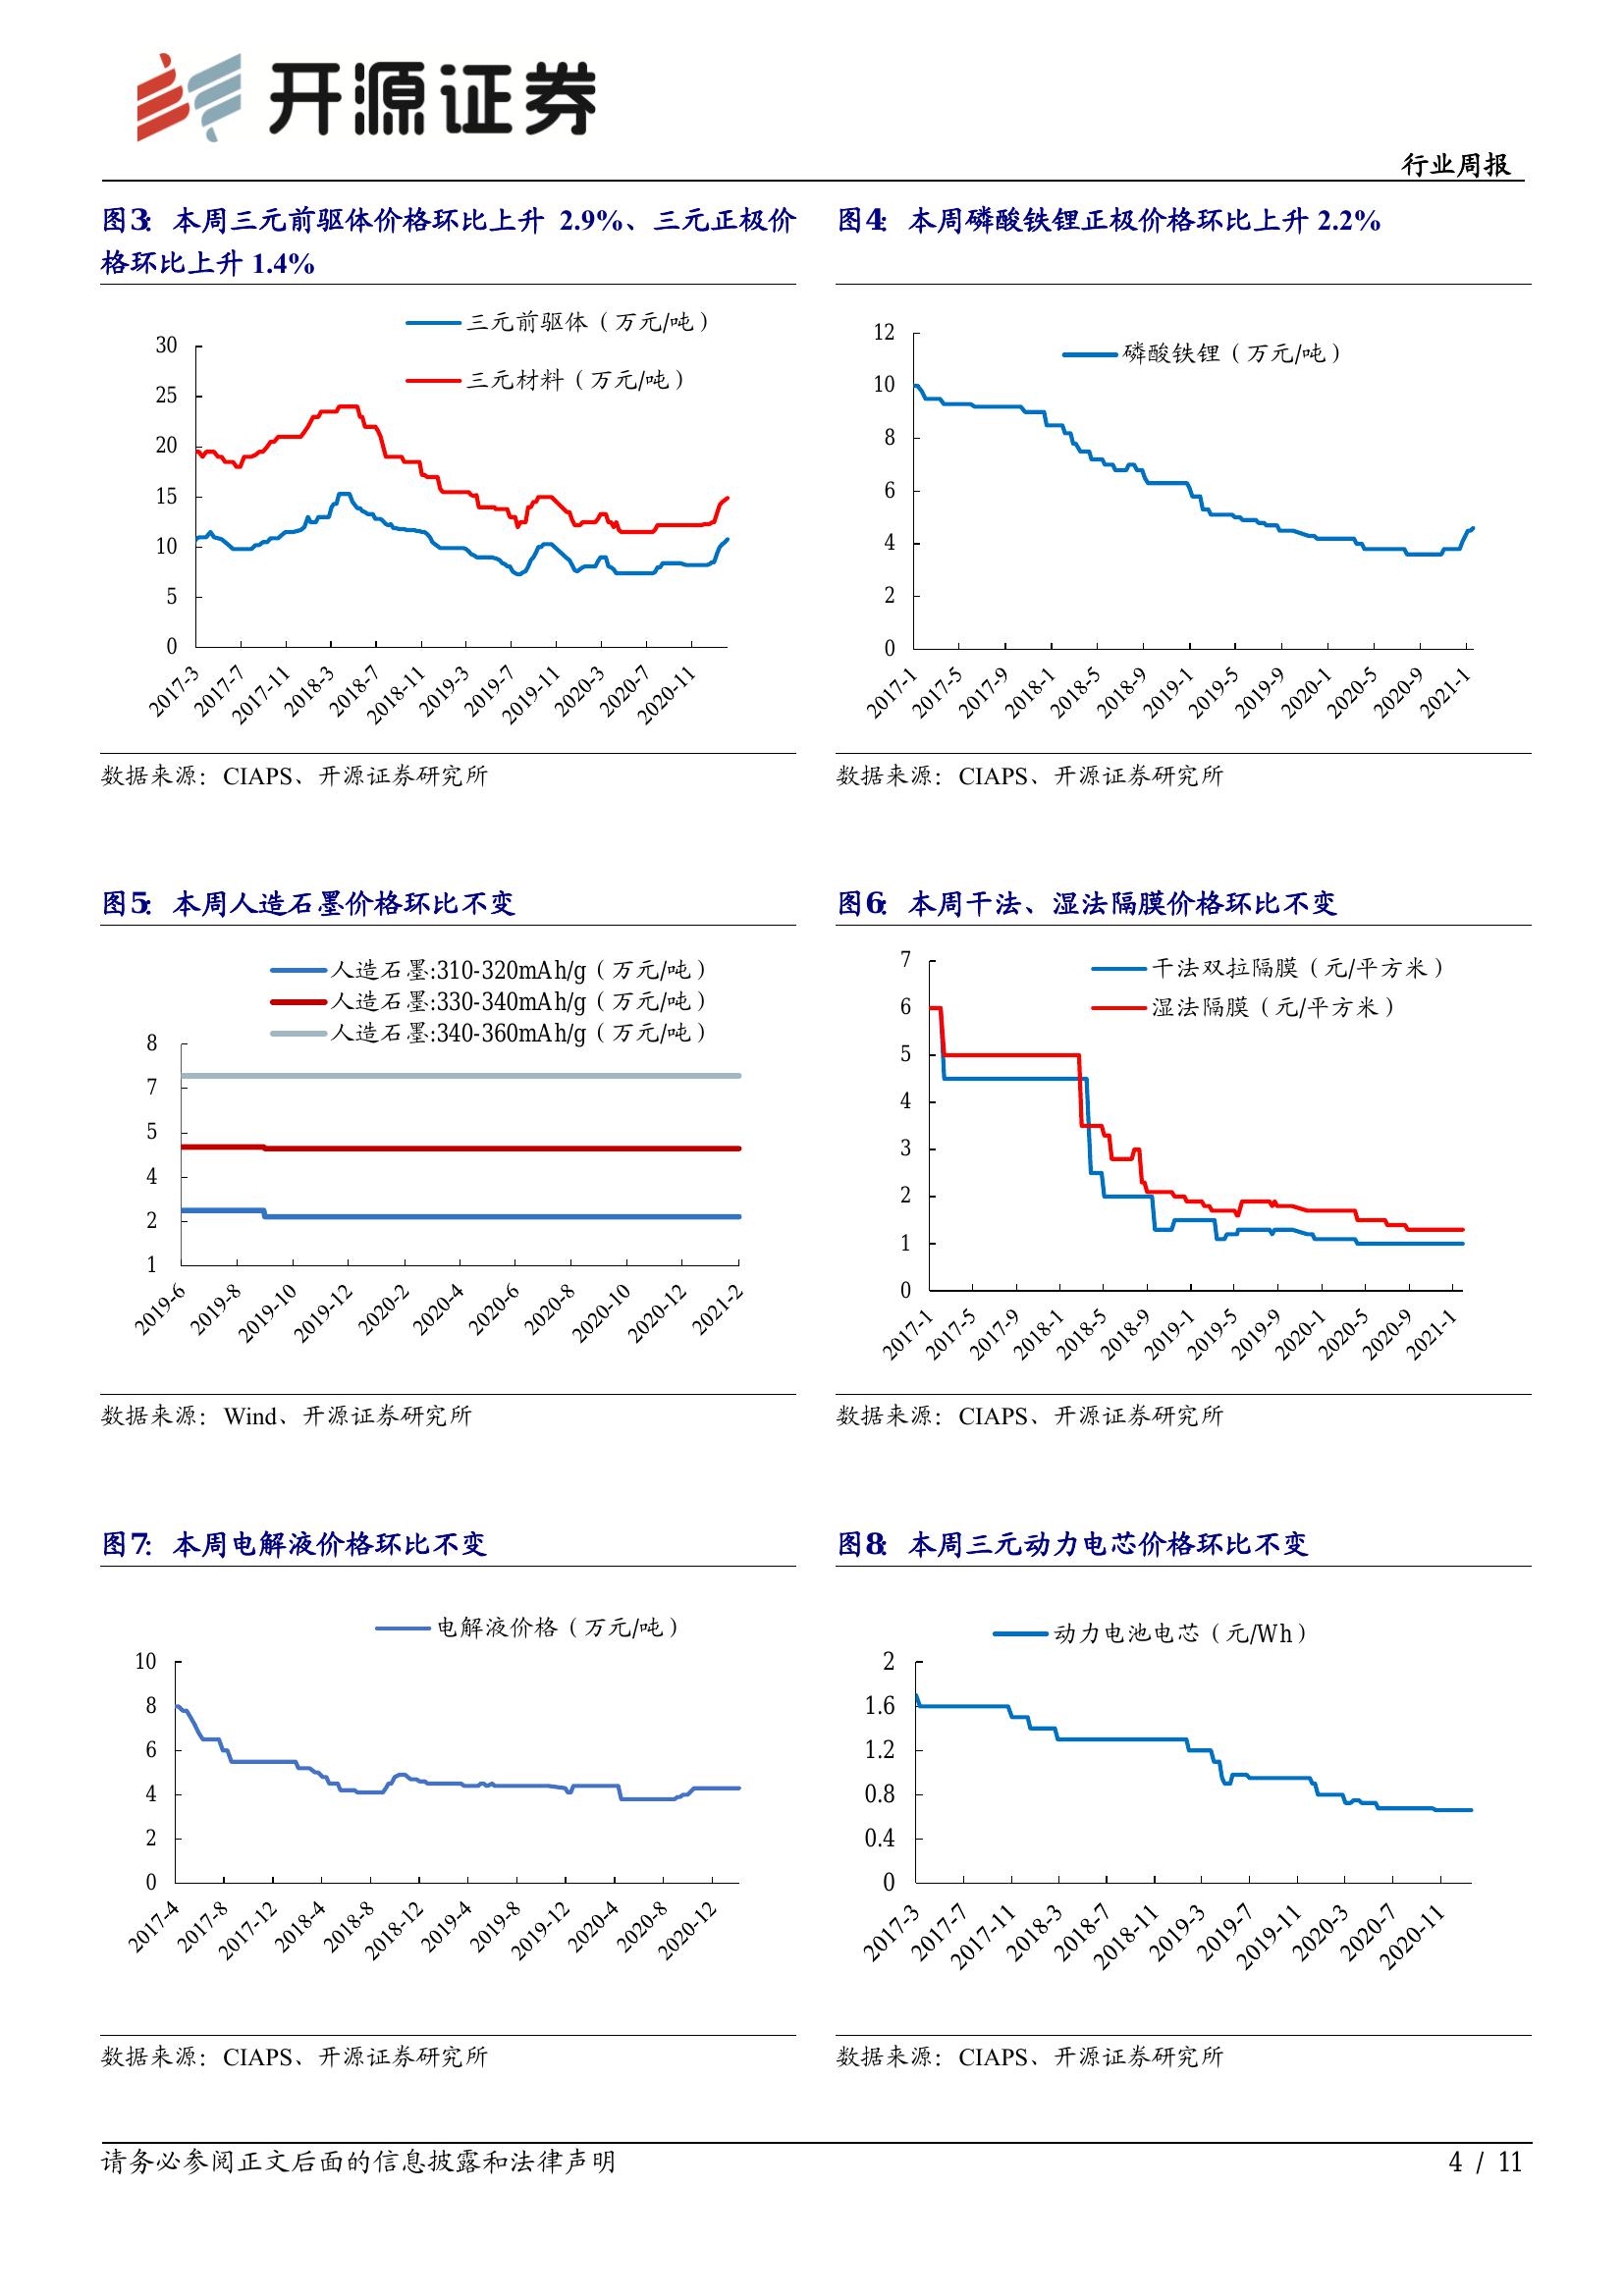 开源证券
行业周报
图3： 本周三元前驱体价格环比上升 2.9%、三元正极价
格环比上升 1.4%
三元前驱体（万元/吨）
三元材料（万元/吨）
30
25
20
15
10
5
0
2017-3 2017-7 2017-11 2018-3 2018-7 2018-11 2019-3 2019-7 2019-11 2020-3 2020-7 2020-11
数据来源：CIAPS、开源证券研究所
图4： 本周磷酸铁锂正极价格环比上升 2.2%
磷酸铁锂（万元/吨）
12
10
8
6
4
2
0
2017-1 2017-5 2017-9 2018-1 2018-5 2018-9 2019-1 2019-5 2019-9 2020-1 2020-5 2020-9 2021-1
数据来源：CIAPS、开源证券研究所
图5： 本周人造石墨价格环比不变
人造石墨:310-320mAh/g（万元/吨）
人造石墨:330-340mAh/g（万元/吨）
人造石墨:340-360mAh/g（万元/吨）
8
7
5
4
2
1
2019-6 2019-8 2019-10 2019-12 2020-2 2020-4 2020-6 2020-8 2020-10 2020-12 2021-2
数据来源：Wind、开源证券研究所
图6： 本周干法、湿法隔膜价格环比不变
干法双拉隔膜（元/平方米）
湿法隔膜（元/平方米）
7
6
5
4
3
2
1
0
2017-1 2017-5 2017-9 2018-1 2018-5 2018-9 2019-1 2019-5 2019-9 2020-1 2020-5 2020-9 2021-1
数据来源：CIAPS、开源证券研究所
图7： 本周电解液价格环比不变
电解液价格（万元/吨）
10
8
6
4
2
0
2017-4 2017-8 2017-12 2018-4 2018-8 2018-12 2019-4 2019-8 2019-12 2020-4 2020-8 2020-12
数据来源：CIAPS、开源证券研究所
图8： 本周三元动力电芯价格环比不变
动力电池电芯（元/Wh）
2
1.6
1.2
0.8
0.4
0
2017-3 2017-7 2017-11 2018-3 2018-7 2018-11 2019-3 2019-7 2019-11 2020-3 2020-7 2020-11
数据来源：CIAPS、开源证券研究所
请务必参阅正文后面的信息披露和法律声明
4 / 11